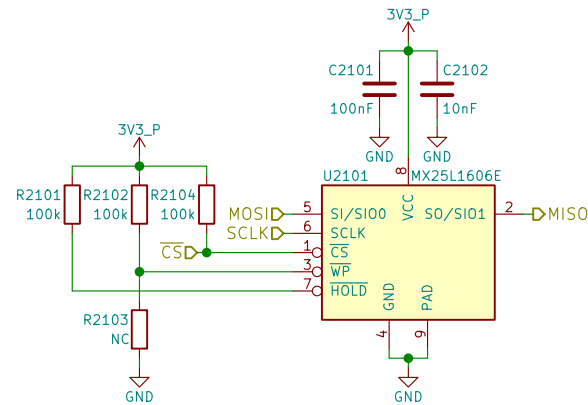 3V3_P
C2101
100nF
C2102
10nF
GND
GND
3V3_P
R2101
100k
R2102
100k
R2104
100k
U2101
MX25L1606E
8
VCC
MOSI
5
SI/SIO0
SO/SIO1
2
MISO
SCLK
6
SCLK
CS
1
CS
3
WP
7
HOLD
GND
PAD
4
9
R2103
NC
GND
GND